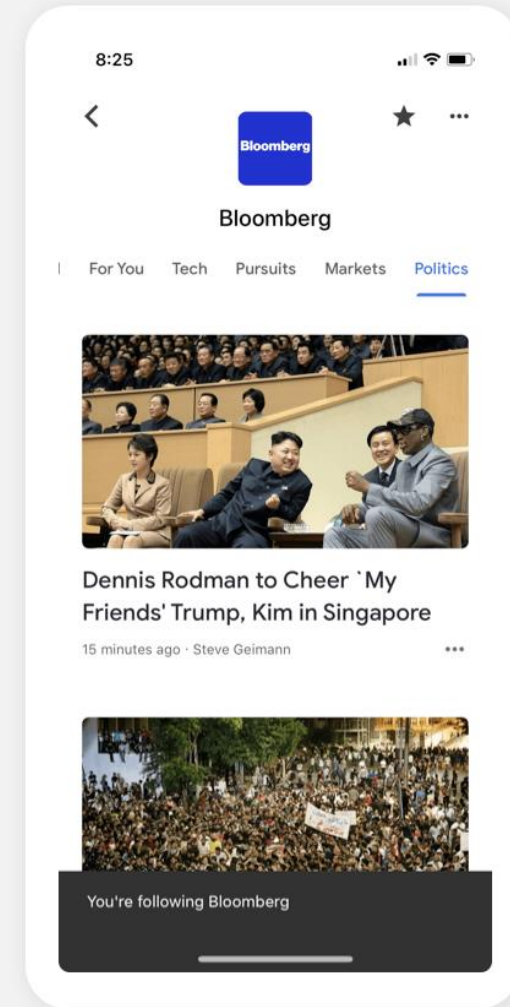 8:25
Bloomberg
Bloomberg
For You Tech Pursuits Markets Politics
Dennis Rodman to Cheer `My
Friends' Trump, Kim in Singapore
15 minutes ago · Steve Geimann
You're following Bloomberg